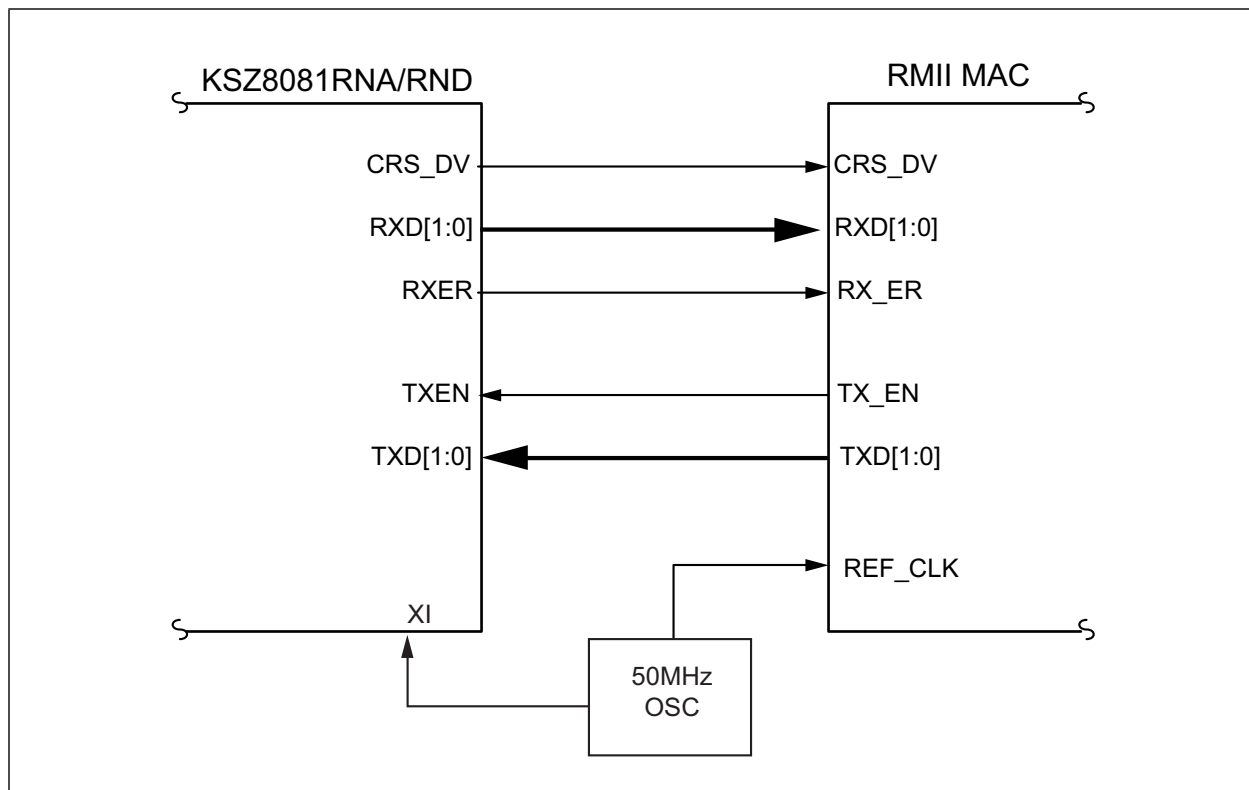 KSZ8081RNA/RND
RMII MAC
CRS_DV
CRS_DV
RXD[1:0]
RXD[1:0]
RXER
RX_ER
TXEN
TX_EN
TXD[1:0]
TXD[1:0]
REF_CLK
XI
50MHz
OSC